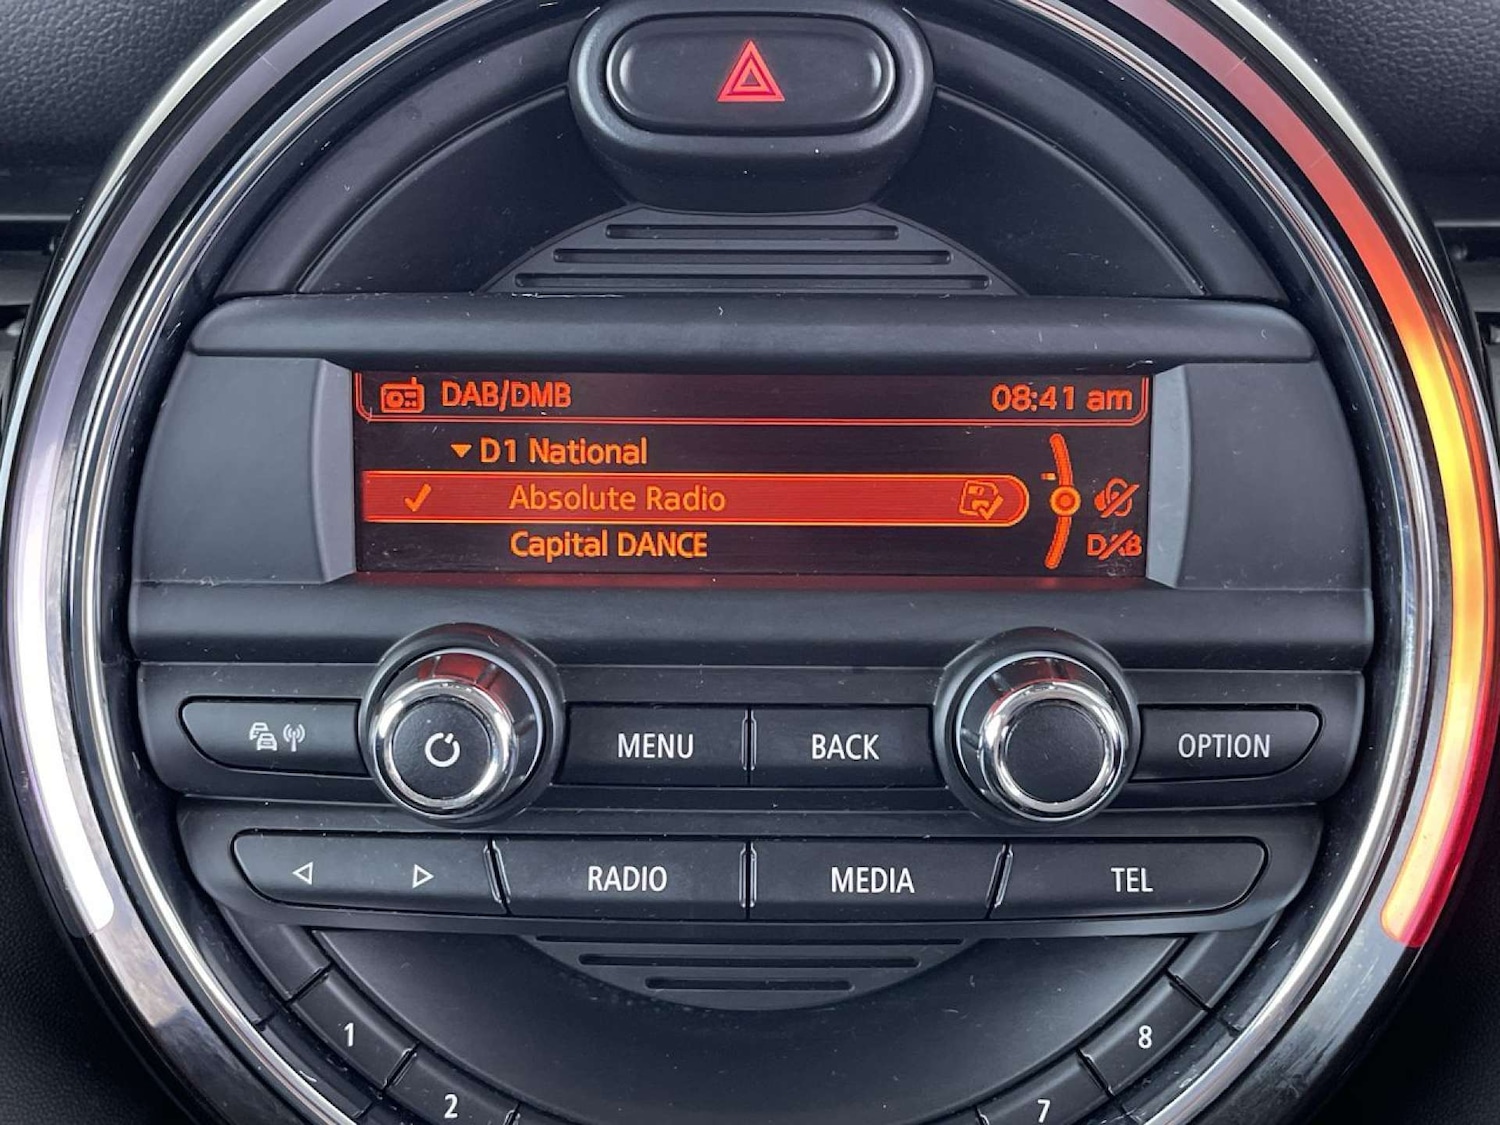 DAB/DMB 08:41 am
D1 National
Absolute Radio
Capital DANCE
DAB
MENU BACK OPTION
RADIO MEDIA TEL
1 8
2 7